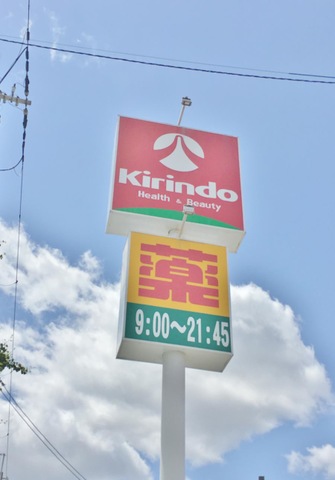 Kirindo
Health & Beauty
薬
9:00～21:45